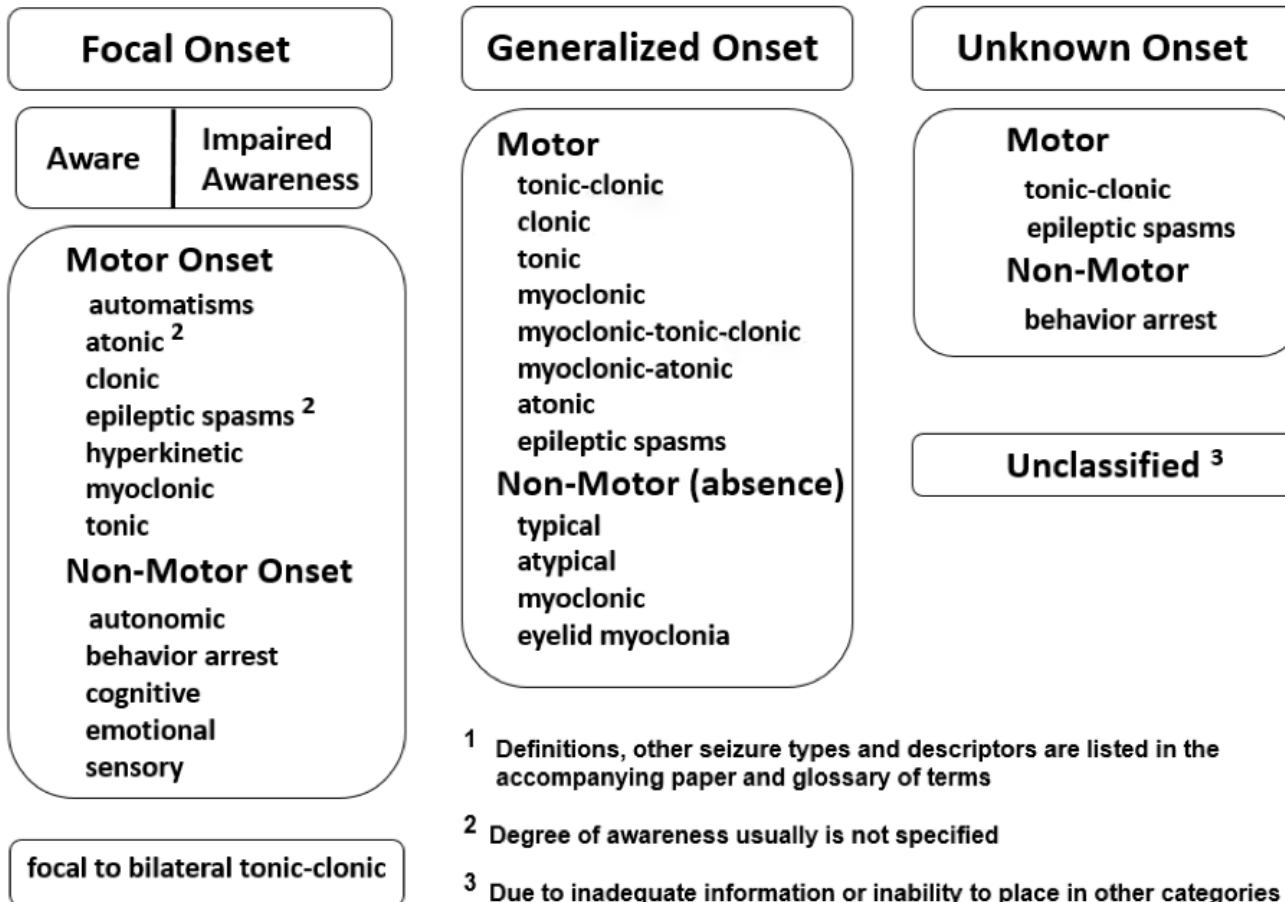 Focal Onset
Aware
Impaired
Awareness
Motor Onset
automatisms
atonic ²
clonic
epileptic spasms ²
hyperkinetic
myoclonic
tonic
Non-Motor Onset
autonomic
behavior arrest
cognitive
emotional
sensory
focal to bilateral tonic-clonic
Generalized Onset
Motor
tonic-clonic
clonic
tonic
myoclonic
myoclonic-tonic-clonic
myoclonic-atonic
atonic
epileptic spasms
Non-Motor (absence)
typical
atypical
myoclonic
eyelid myoclonia
Unknown Onset
Motor
tonic-clonic
epileptic spasms
Non-Motor
behavior arrest
Unclassified ³
¹ Definitions, other seizure types and descriptors are listed in the
accompanying paper and glossary of terms
² Degree of awareness usually is not specified
³ Due to inadequate information or inability to place in other categories